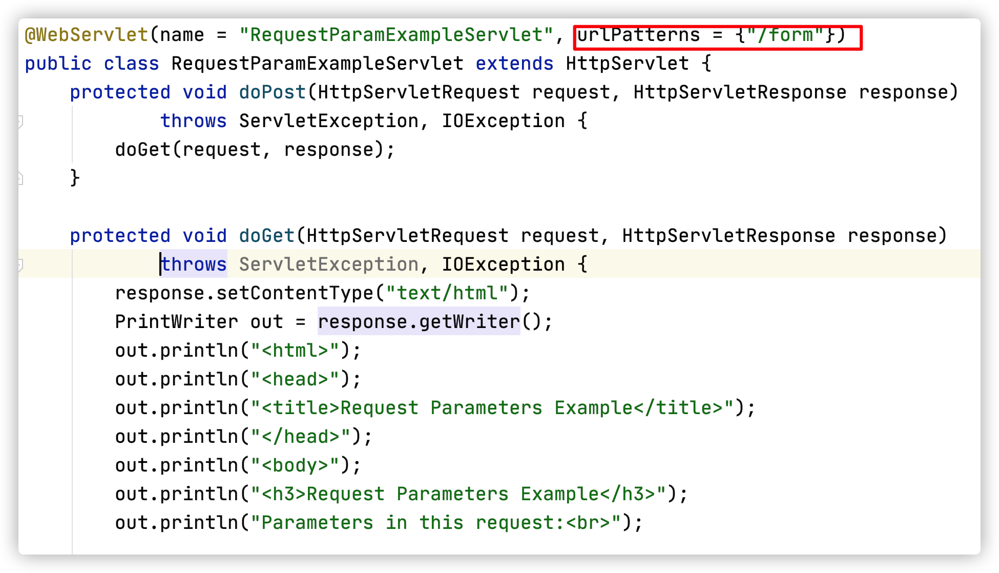 @WebServlet(name = "RequestParamExampleServlet", urlPatterns = {"/form"})
public class RequestParamExampleServlet extends HttpServlet {
    protected void doPost(HttpServletRequest request, HttpServletResponse response)
            throws ServletException, IOException {
        doGet(request, response);
    }
    protected void doGet(HttpServletRequest request, HttpServletResponse response)
            throws ServletException, IOException {
        response.setContentType("text/html");
        PrintWriter out = response.getWriter();
        out.println("<html>");
        out.println("<head>");
        out.println("<title>Request Parameters Example</title>");
        out.println("</head>");
        out.println("<body>");
        out.println("<h3>Request Parameters Example</h3>");
        out.println("Parameters in this request:<br>");